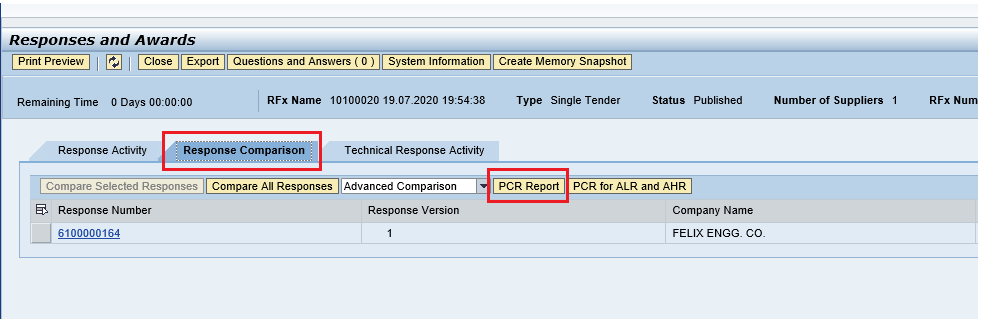 Responses and Awards
Print Preview Close Export Questions and Answers ( 0 ) System Information Create Memory Snapshot
Remaining Time 0 Days 00:00:00 RFx Name 10100020 19.07.2020 19:54:38 Type Single Tender Status Published Number of Suppliers 1 RFx Num
Response Activity Response Comparison Technical Response Activity
Compare Selected Responses Compare All Responses Advanced Comparison PCR Report PCR for ALR and AHR
Response Number Response Version Company Name
6100000164 1 FELIX ENGG. CO.